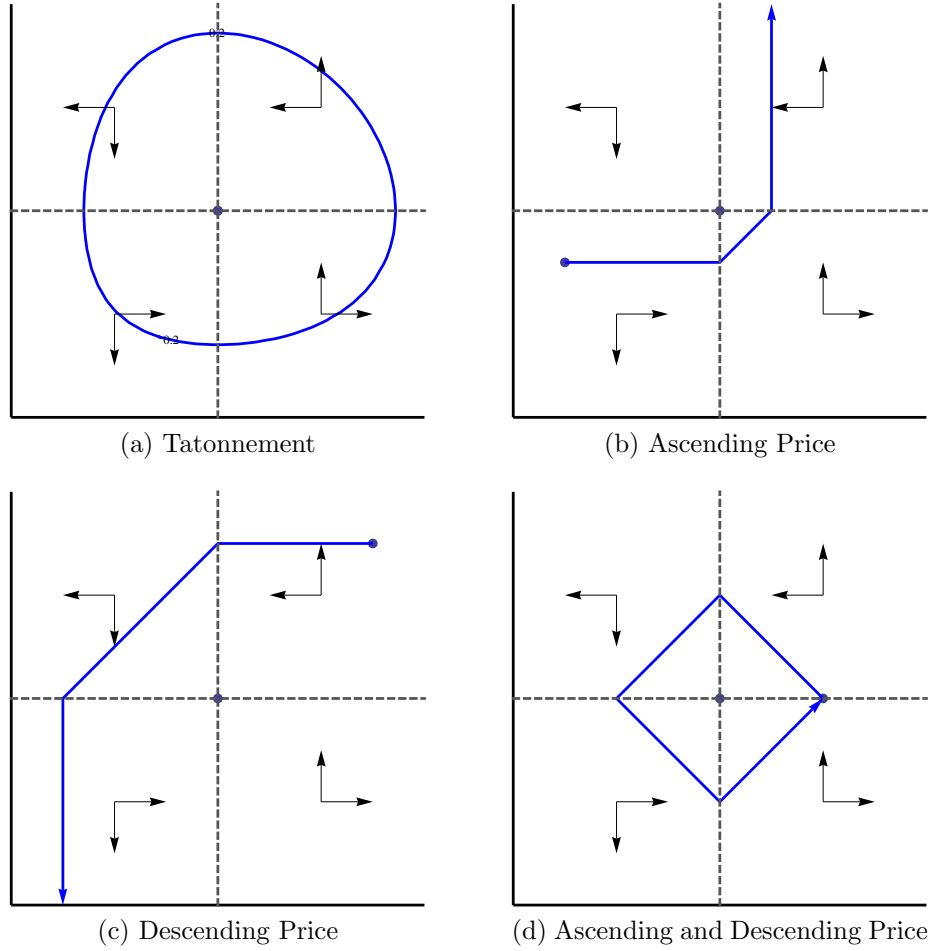 0.2
0.2
(a) Tatonnement
(b) Ascending Price
(c) Descending Price
(d) Ascending and Descending Price